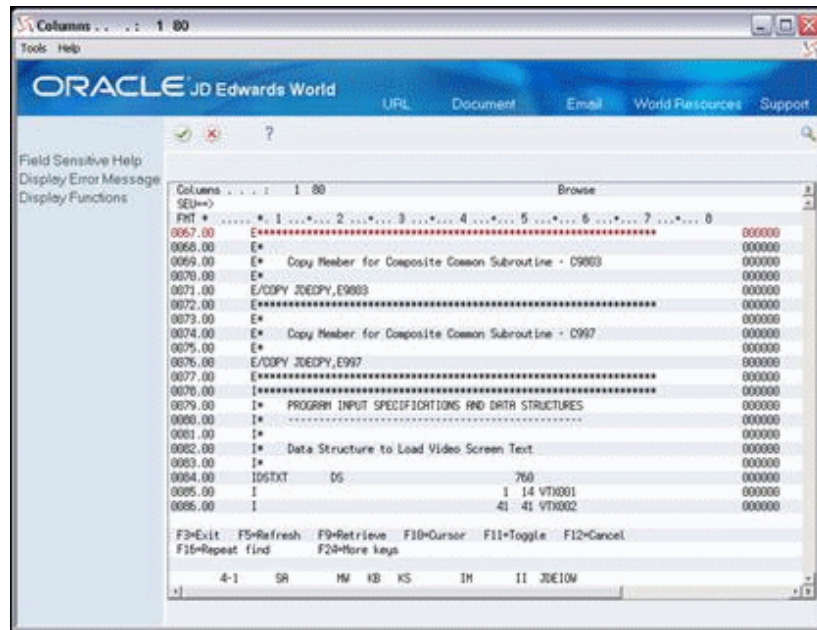 Columns . . . : 1 80
Tools Help
ORACLE JD Edwards World
URL Document Email World Resources Support
?
Field Sensitive Help
Display Error Message
Display Functions
Columns . . . . : 1 80 Browse
SEU==>
FMT * ..... *. 1 ...+... 2 ...+... 3 ...+... 4 ...+... 5 ...+... 6 ...+... 7 ...+... 8
0067.00 E**************************************************************** 000000
0068.00 E* 000000
0069.00 E* Copy Member for Composite Common Subroutine - C9803 000000
0070.00 E* 000000
0071.00 E/COPY JDECPY,E9803 000000
0072.00 E**************************************************************** 000000
0073.00 E* 000000
0074.00 E* Copy Member for Composite Common Subroutine - C997 000000
0075.00 E* 000000
0076.00 E/COPY JDECPY,E997 000000
0077.00 E**************************************************************** 000000
0078.00 I**************************************************************** 000000
0079.00 I* PROGRAM INPUT SPECIFICATIONS AND DATA STRUCTURES 000000
0080.00 I* ------------------------------------------------ 000000
0081.00 I* 000000
0082.00 I* Data Structure to Load Video Screen Text 000000
0083.00 I* 000000
0084.00 IDSTXT DS 760 000000
0085.00 I 1 14 VTX001 000000
0086.00 I 41 41 VTX002 000000
F3=Exit F5=Refresh F9=Retrieve F10=Cursor F11=Toggle F12=Cancel
F16=Repeat find F24=More keys
4-1 SA MW KB KS IM II JDEIOW